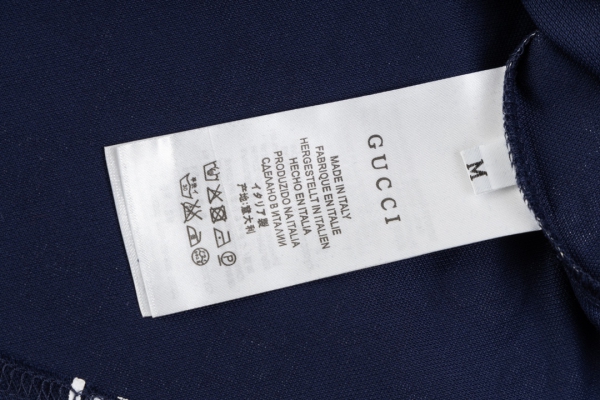 GUCCI
M
MADE IN ITALY
FABRIQUE EN ITALIE
HERGESTELLT IN ITALIEN
HECHO EN ITALIA
PRODUZIDO NA ITALIA
СДЕЛАНО В ИТАЛИИ
イタリア製
产地:意大利